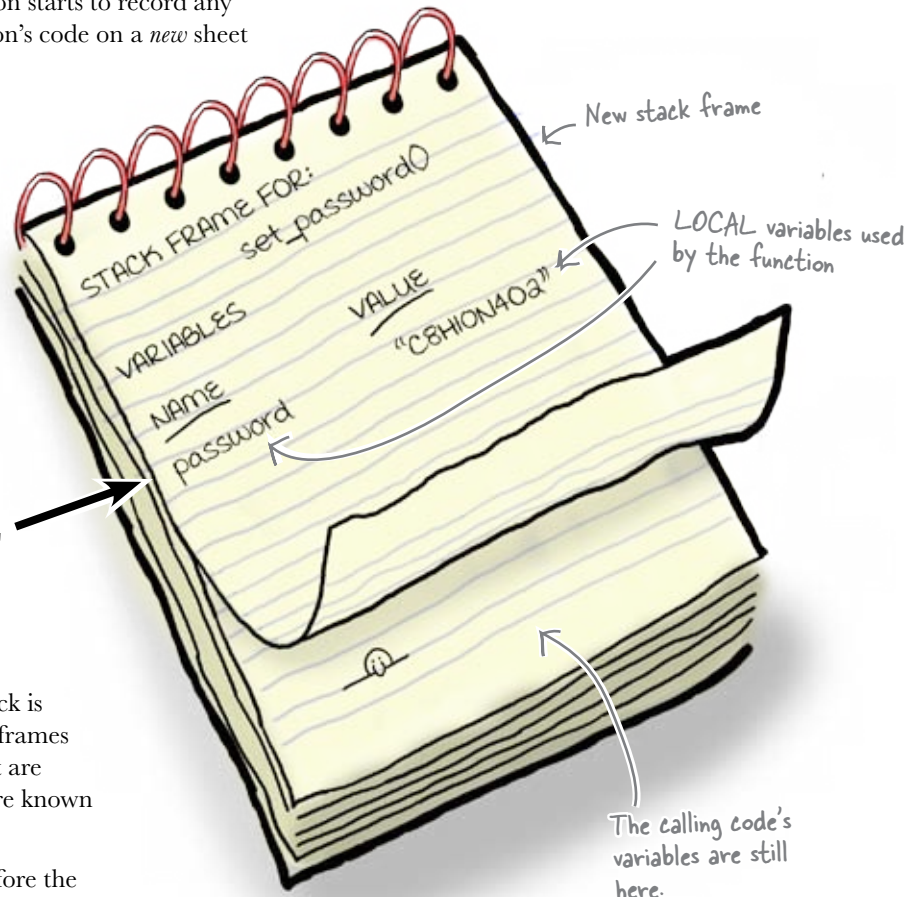 on starts to record any
on's code on a new sheet
New stack frame
STACK FRAME FOR:
set_password()
LOCAL variables used
by the function
VARIABLES
VALUE
"C8H10N4O2"
NAME
password
ck is
frames
t are
re known
fore the
The calling code's
variables are still
here.